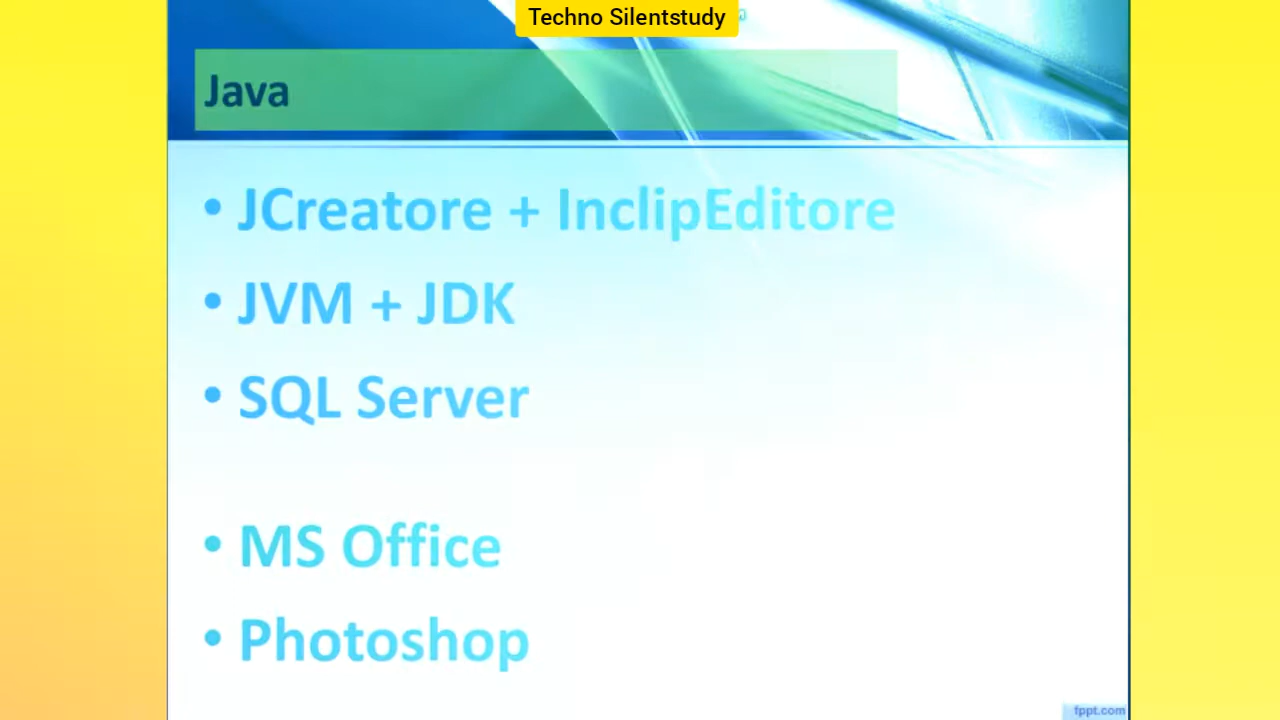 Techno Silentstudy
Java
• JCreatore + InclipEditore
• JVM + JDK
• SQL Server
• MS Office
• Photoshop
fppt.com